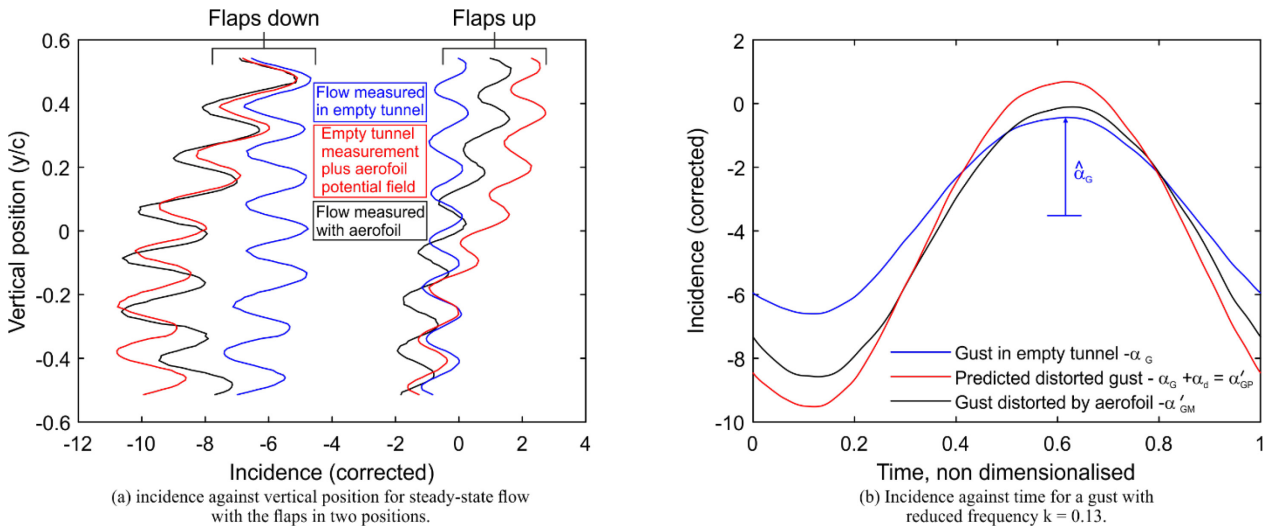 Flaps down
Flaps up
0.6
0.4
0.2
0
-0.2
-0.4
-0.6
Vertical position (y/c)
Flow measured
in empty tunnel
Empty tunnel
measurement
plus aerofoil
potential field
Flow measured
with aerofoil
-12 -10 -8 -6 -4 -2 0 2 4
Incidence (corrected)
(a) incidence against vertical position for steady-state flow
with the flaps in two positions.
2
0
-2
-4
-6
-8
-10
Incidence (corrected)
α̂G
Gust in empty tunnel -α G
Predicted distorted gust - α G +α d = α′GP
Gust distorted by aerofoil -α′GM
0 0.2 0.4 0.6 0.8 1
Time, non dimensionalised
(b) Incidence against time for a gust with
reduced frequency k = 0.13.